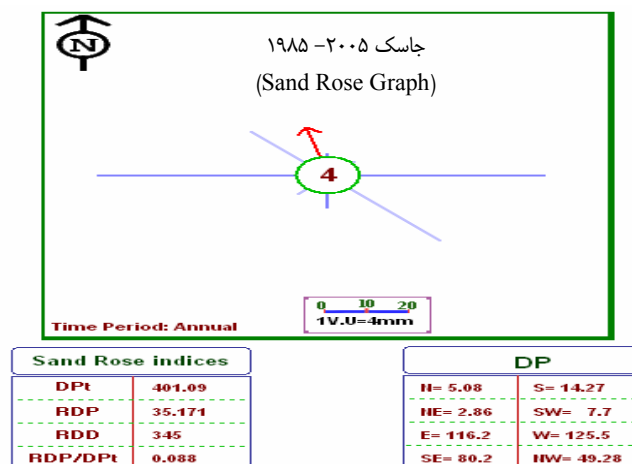 N
جاسک ۲۰۰۵- ۱۹۸۵
(Sand Rose Graph)
4
0 10 20
1V.U=4mm
Time Period: Annual
Sand Rose indices
DPt 401.09
RDP 35.171
RDD 345
RDP/DPt 0.088
DP
N= 5.08 S= 14.27
NE= 2.86 SW= 7.7
E= 116.2 W= 125.5
SE= 80.2 NW= 49.28